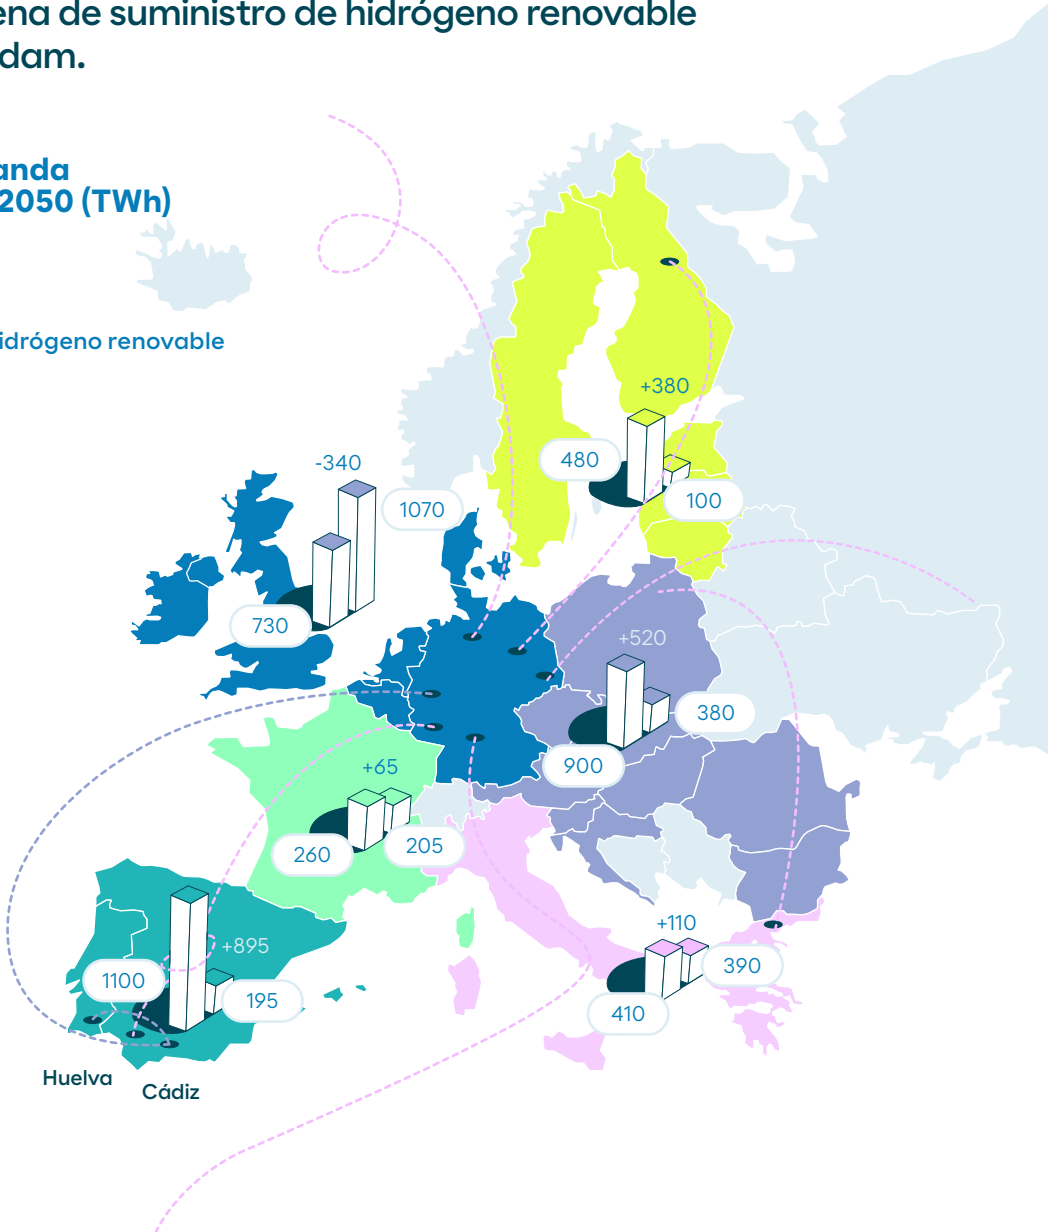 ena de suministro de hidrógeno renovable
dam.
anda
2050 (TWh)
hidrógeno renovable
+380
480
100
-340
1070
730
+520
380
900
+65
205
260
+895
1100
195
+110
390
410
Huelva
Cádiz